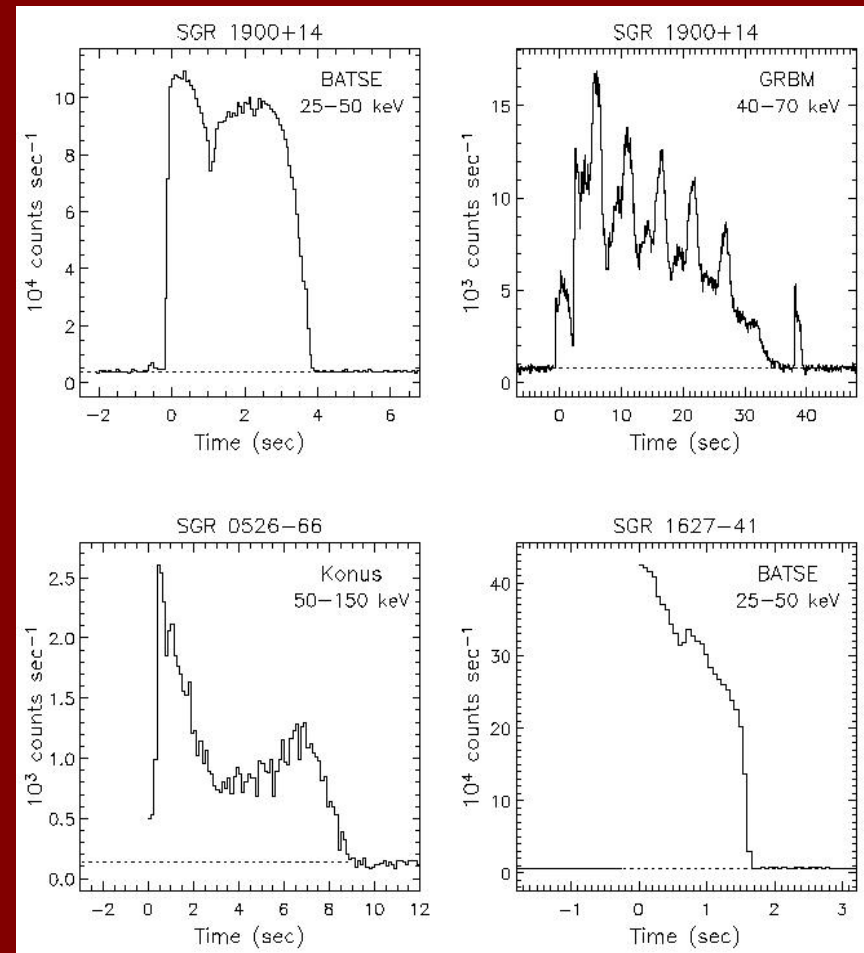 SGR 1900+14
BATSE
25-50 keV
10
8
6
4
2
0
10⁴ counts sec⁻¹
-2 0 2 4 6
Time (sec)
SGR 1900+14
GRBM
40-70 keV
15
10
5
0
10³ counts sec⁻¹
0 10 20 30 40
Time (sec)
SGR 0526-66
Konus
50-150 keV
2.5
2.0
1.5
1.0
0.5
0.0
10³ counts sec⁻¹
-2 0 2 4 6 8 10 12
Time (sec)
SGR 1627-41
BATSE
25-50 keV
40
30
20
10
0
10⁴ counts sec⁻¹
-1 0 1 2 3
Time (sec)